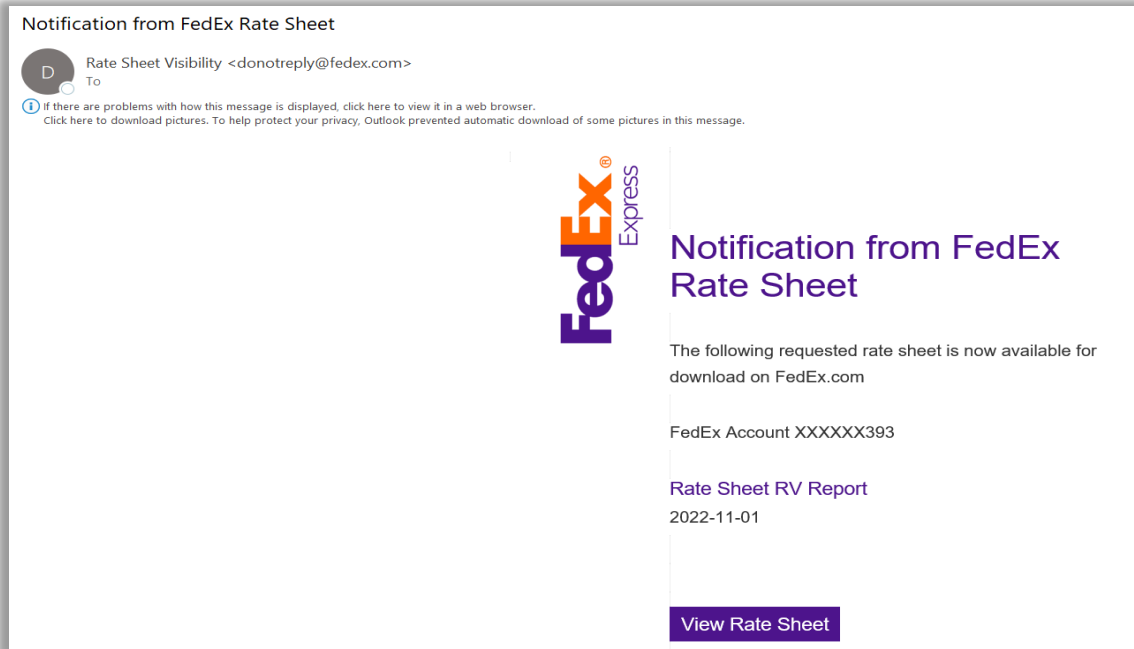 Notification from FedEx Rate Sheet
D
Rate Sheet Visibility <donotreply@fedex.com>
To
If there are problems with how this message is displayed, click here to view it in a web browser.
Click here to download pictures. To help protect your privacy, Outlook prevented automatic download of some pictures in this message.
FedEx®
Express
Notification from FedEx
Rate Sheet
The following requested rate sheet is now available for
download on FedEx.com
FedEx Account XXXXXX393
Rate Sheet RV Report
2022-11-01
View Rate Sheet